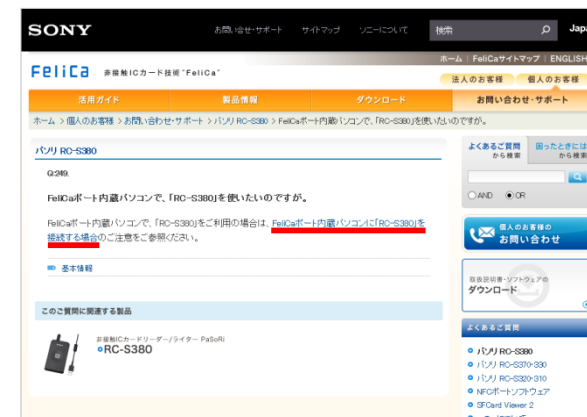 SONY
お問い合せ・サポート サイトマップ ソニーについて 検索 Japa
ホーム | FeliCaサイトマップ | ENGLISH
FeliCa 非接触ICカード技術"FeliCa"
法人のお客様 個人のお客様
活用ガイド 製品情報 ダウンロード お問い合わせ・サポート
ホーム > 個人のお客様 > お問い合わせ・サポート > パソリ RC-S380 > FeliCaポート内蔵パソコンで、「RC-S380」を使いたいのですが。
パソリ RC-S380
Q.249.
FeliCaポート内蔵パソコンで、「RC-S380」を使いたいのですが。
FeliCaポート内蔵パソコンで、「RC-S380」をご利用の場合は、FeliCaポート内蔵パソコンに「RC-S380」を
接続する場合のご注意をご参照ください。
基本情報
このご質問に関連する製品
非接触ICカードリーダー/ライター PaSoRi
RC-S380
よくあるご質問
から検索
困ったときには
から検索
AND OR
個人のお客様の
お問い合わせ
取扱説明書・ソフトウェアの
ダウンロード
よくあるご質問
パソリ RC-S380
パソリ RC-S370・330
パソリ RC-S320・310
NFCポートソフトウェア
SFCard Viewer 2